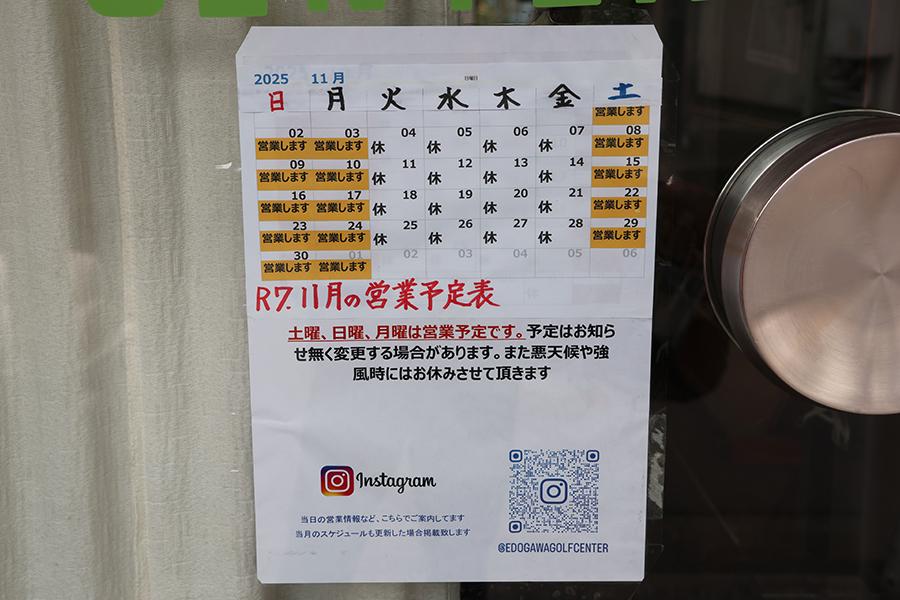 2025 11月
日 月 火 水 木 金 土
営業します
02 03 04 05 06 07 08
営業します 営業します 休 休 休 休 営業します
09 10 11 12 13 14 15
営業します 営業します 休 休 休 休 営業します
16 17 18 19 20 21 22
営業します 営業します 休 休 休 休 営業します
23 24 25 26 27 28 29
営業します 営業します 休 休 休 休 営業します
30 01 02 03 04 05 06
営業します 営業します
R7.11月の営業予定表
土曜、日曜、月曜は営業予定です。予定はお知ら
せ無く変更する場合があります。また悪天候や強
風時にはお休みさせて頂きます
Instagram
当日の営業情報など、こちらでご案内してます
当月のスケジュールも更新した場合掲載致します
@EDOGAWAGOLFCENTER